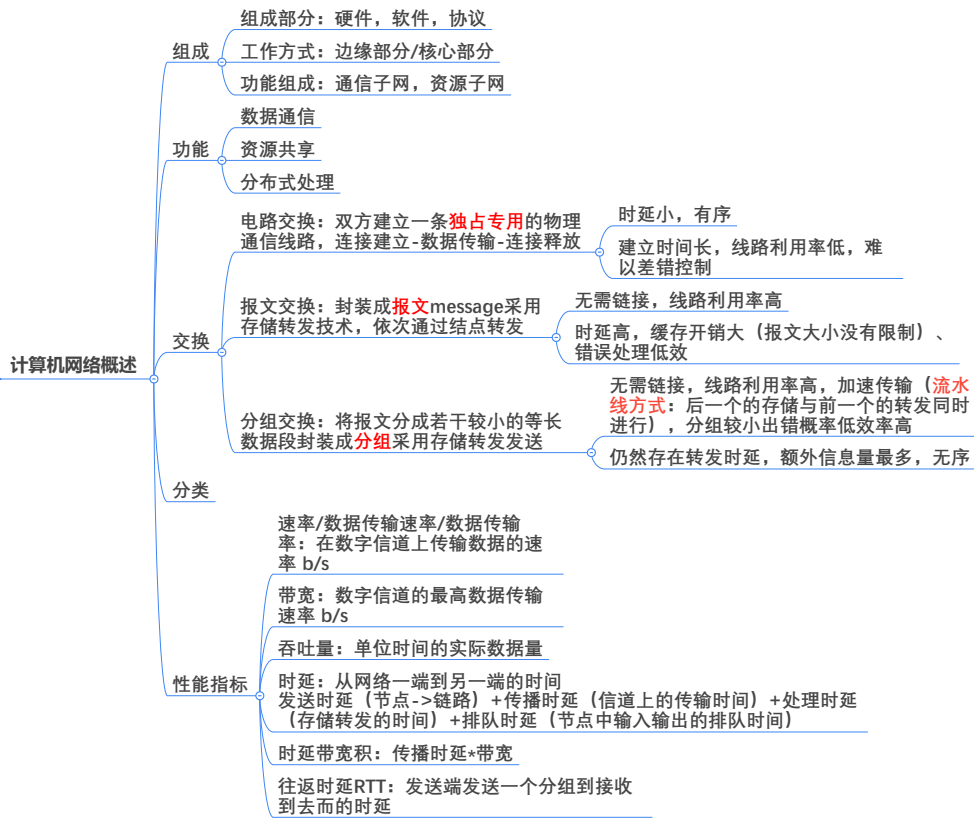 计算机网络概述
组成
组成部分：硬件，软件，协议
工作方式：边缘部分/核心部分
功能组成：通信子网，资源子网
功能
数据通信
资源共享
分布式处理
交换
电路交换：双方建立一条独占专用的物理
通信线路，连接建立-数据传输-连接释放
时延小，有序
建立时间长，线路利用率低，难
以差错控制
报文交换：封装成报文message采用
存储转发技术，依次通过结点转发
无需链接，线路利用率高
时延高，缓存开销大（报文大小没有限制）、
错误处理低效
分组交换：将报文分成若干较小的等长
数据段封装成分组采用存储转发发送
无需链接，线路利用率高，加速传输（流水
线方式：后一个的存储与前一个的转发同时
进行），分组较小出错概率低效率高
仍然存在转发时延，额外信息量最多，无序
分类
性能指标
速率/数据传输速率/数据传输
率：在数字信道上传输数据的速
率 b/s
带宽：数字信道的最高数据传输
速率 b/s
吞吐量：单位时间的实际数据量
时延：从网络一端到另一端的时间
发送时延（节点->链路）+传播时延（信道上的传输时间）+处理时延
（存储转发的时间）+排队时延（节点中输入输出的排队时间）
时延带宽积：传播时延*带宽
往返时延RTT：发送端发送一个分组到接收
到去而的时延